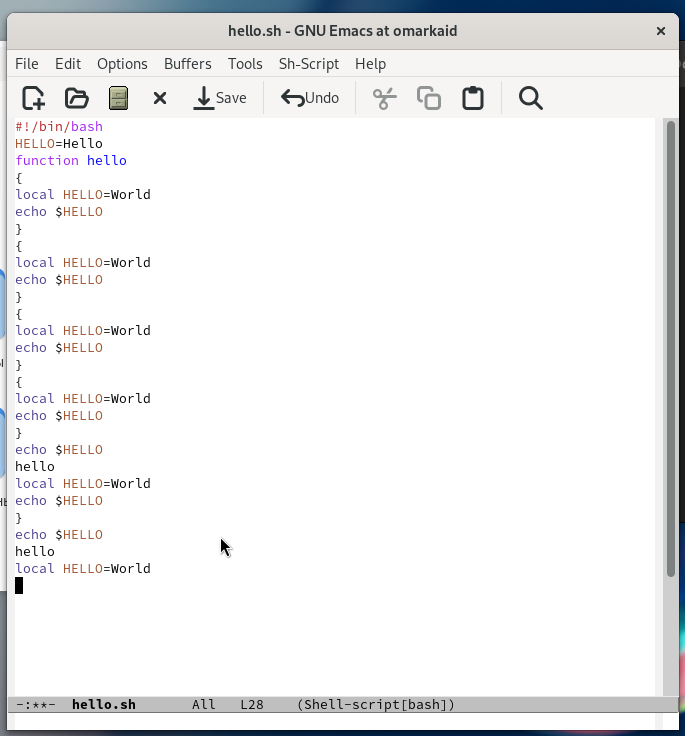 hello.sh - GNU Emacs at omarkaid
File Edit Options Buffers Tools Sh-Script Help
Save Undo
#!/bin/bash
HELLO=Hello
function hello
{
local HELLO=World
echo $HELLO
}
{
local HELLO=World
echo $HELLO
}
{
local HELLO=World
echo $HELLO
}
{
local HELLO=World
echo $HELLO
}
echo $HELLO
hello
local HELLO=World
echo $HELLO
}
echo $HELLO
hello
local HELLO=World
-:**- hello.sh All L28 (Shell-script[bash])